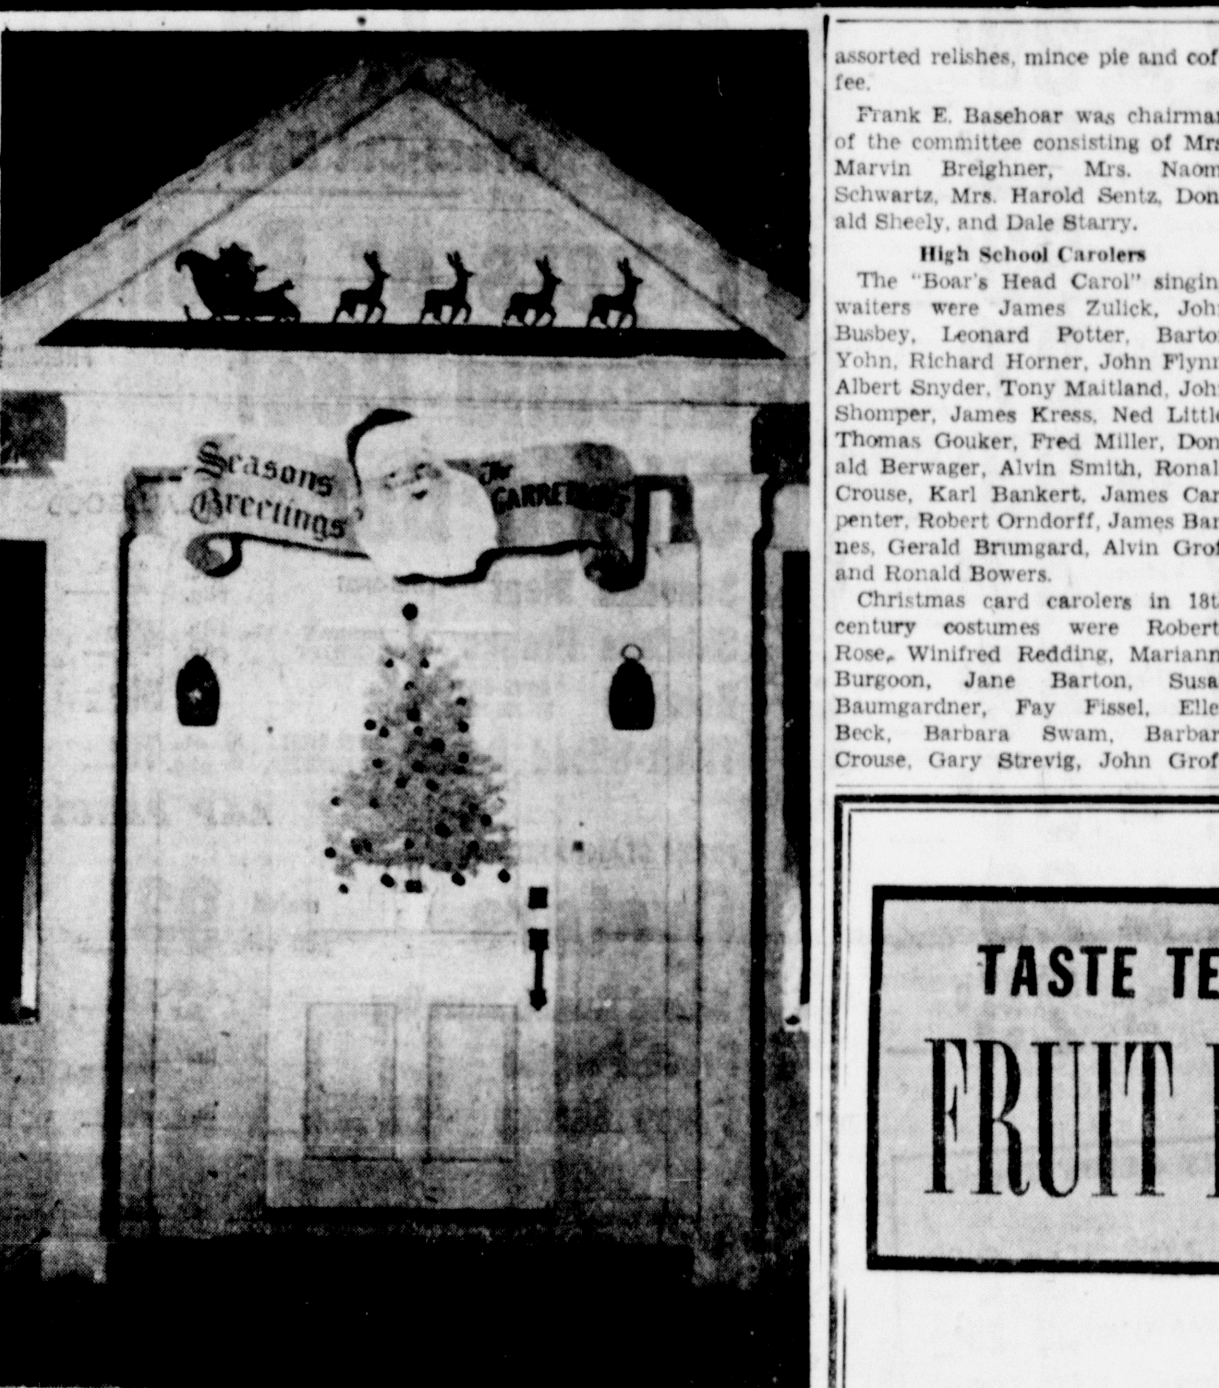 Seasons
Greetings
The
GARRETTSONS
assorted relishes, mince pie and cof
fee.
Frank E. Basehoar was chairma
of the committee consisting of Mrs
Marvin Breighner, Mrs. Naom
Schwartz, Mrs. Harold Sentz, Don
ald Sheely, and Dale Starry.
High School Carolers
The "Boar's Head Carol" singin
waiters were James Zulick, Joh
Busbey, Leonard Potter, Barto
Yohn, Richard Horner, John Flynn
Albert Snyder, Tony Maitland, Joh
Shomper, James Kress, Ned Little
Thomas Gouker, Fred Miller, Don
ald Berwager, Alvin Smith, Ronal
Crouse, Karl Bankert, James Car
penter, Robert Orndorff, James Bar
nes, Gerald Brumgard, Alvin Grof
and Ronald Bowers.
Christmas card carolers in 18t
century costumes were Robert
Rose, Winifred Redding, Mariann
Burgoon, Jane Barton, Susa
Baumgardner, Fay Fissel, Elle
Beck, Barbara Swam, Barbar
Crouse, Gary Strevig, John Grof
TASTE TE
FRUIT